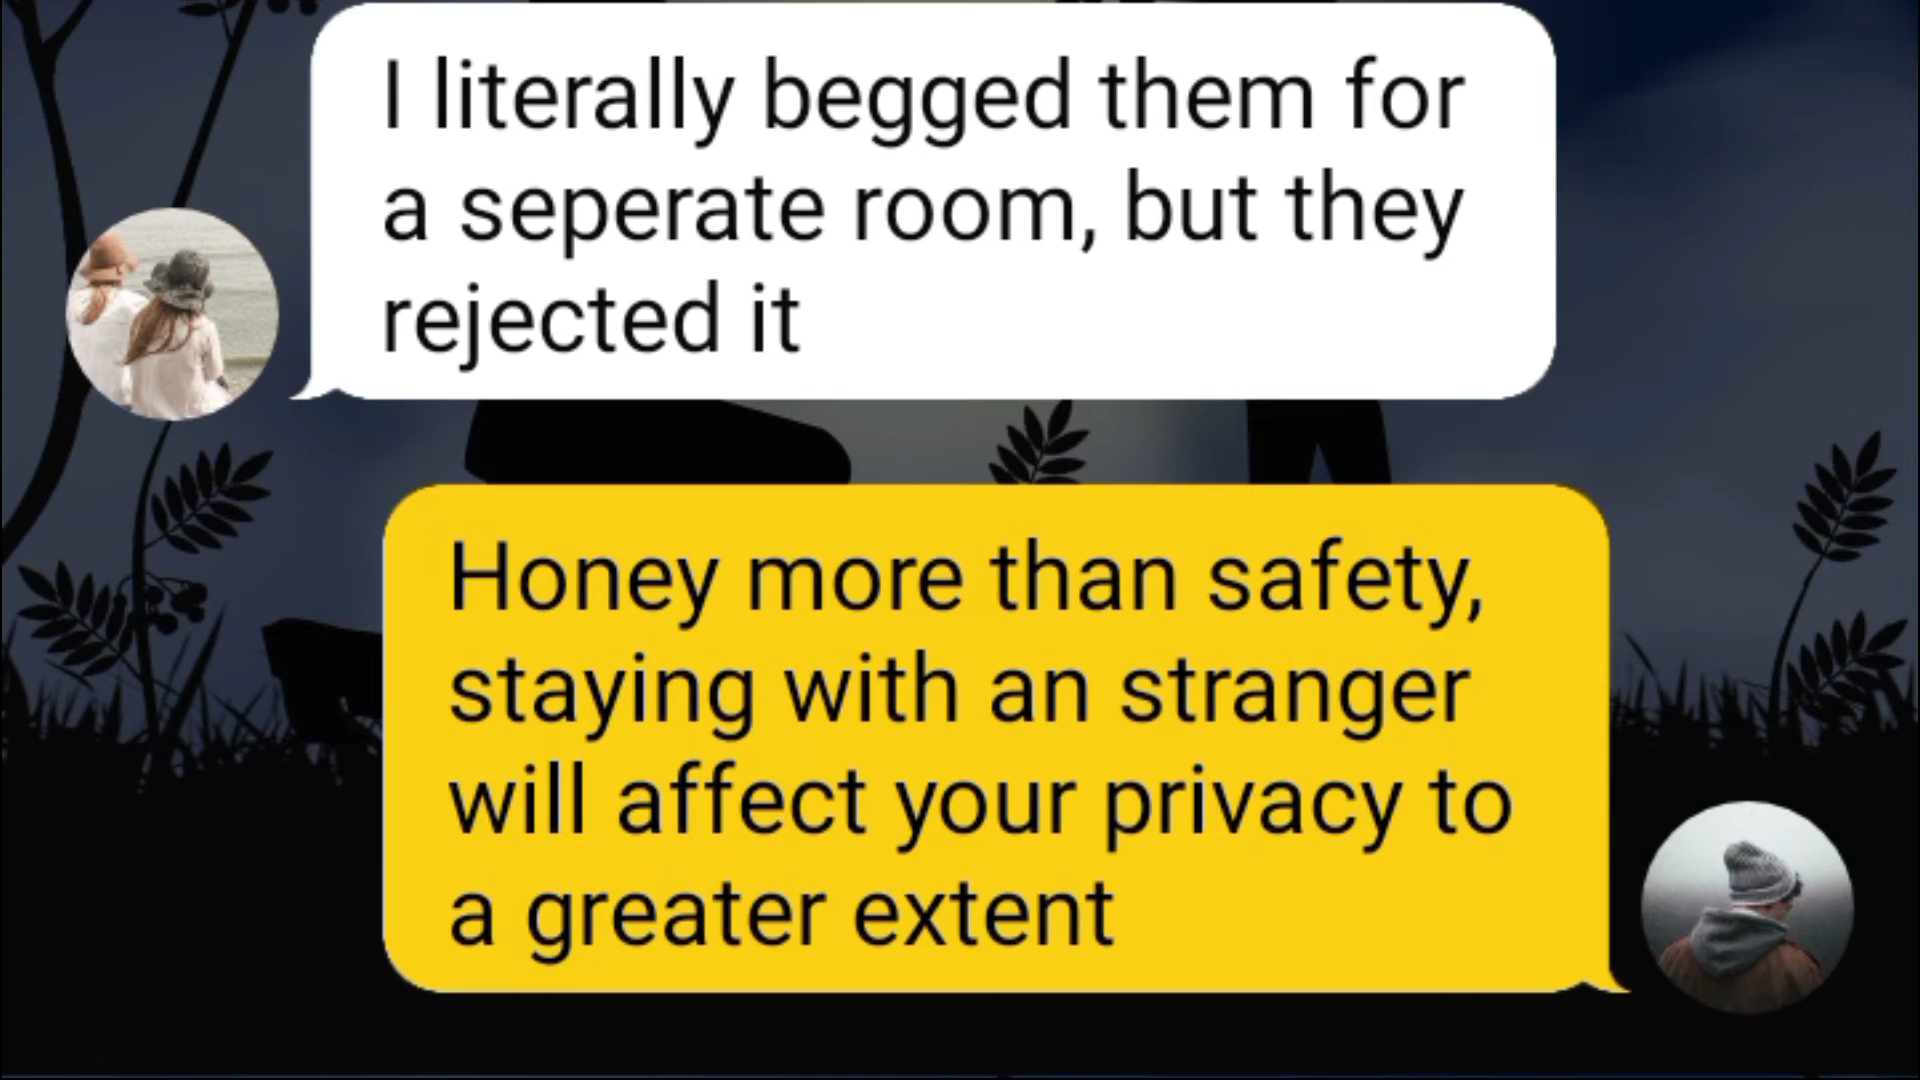 I literally begged them for
a seperate room, but they
rejected it
Honey more than safety,
staying with an stranger
will affect your privacy to
a greater extent